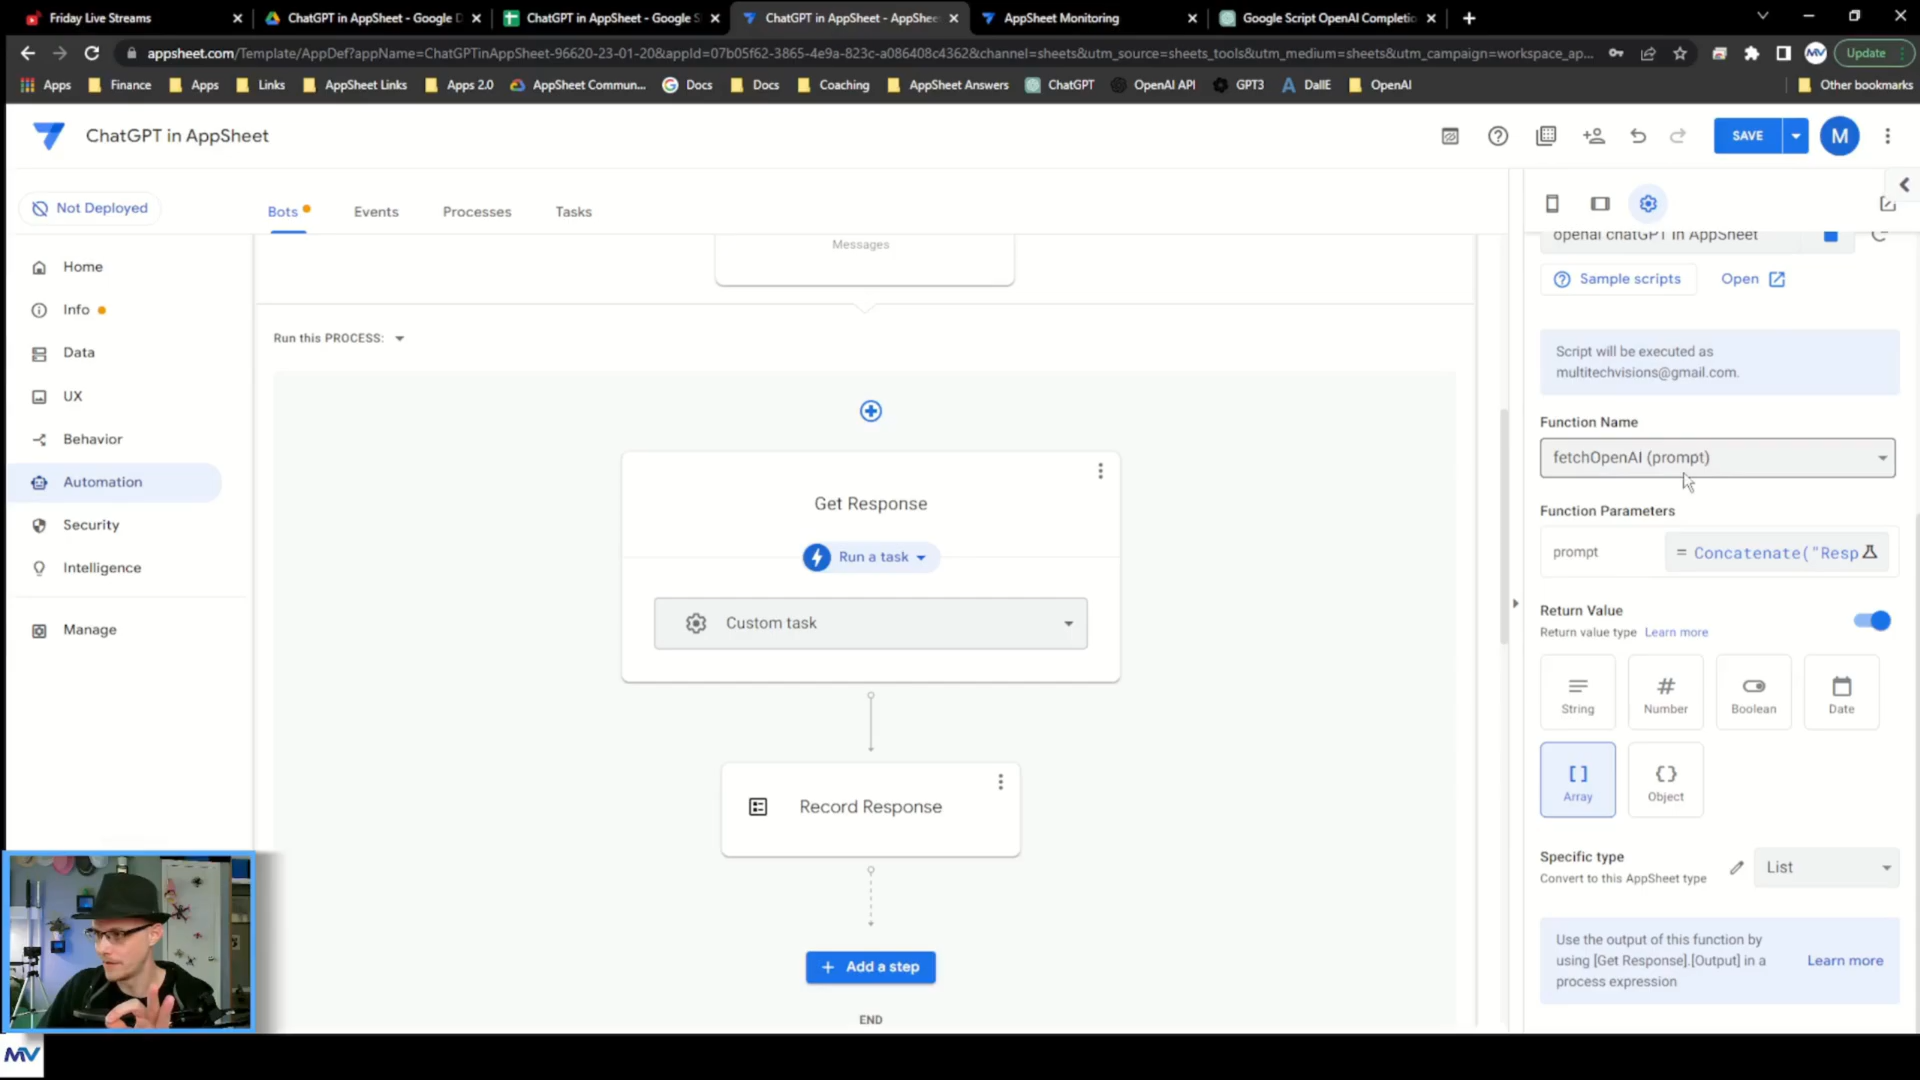 Friday Live Streams
ChatGPT in AppSheet - Google D
ChatGPT in AppSheet - Google S
ChatGPT in AppSheet - AppShee
AppSheet Monitoring
Google Script OpenAI Completio
appsheet.com/Template/AppDef?appName=ChatGPTinAppSheet-96620-23-01-20&appId=07b05f62-3865-4e9a-823c-a086408c4362&channel=sheets&utm_source=sheets_tools&utm_medium=sheets&utm_campaign=workspace_ap...
MV
Update
Apps
Finance
Apps
Links
AppSheet Links
Apps 2.0
AppSheet Commun...
Docs
Docs
Coaching
AppSheet Answers
ChatGPT
OpenAI API
GPT3
DallE
OpenAI
Other bookmarks
ChatGPT in AppSheet
SAVE
M
Not Deployed
Bots
Events
Processes
Tasks
Home
Info
Data
UX
Behavior
Automation
Security
Intelligence
Manage
Messages
Run this PROCESS:
Get Response
Run a task
Custom task
Record Response
+ Add a step
END
openai chatGPT in AppSheet
Sample scripts
Open
Script will be executed as
multitechvisions@gmail.com.
Function Name
fetchOpenAI (prompt)
Function Parameters
prompt
= Concatenate("Resp
Return Value
Return value type Learn more
String
Number
Boolean
Date
Array
Object
Specific type
Convert to this AppSheet type
List
Use the output of this function by
using [Get Response].[Output] in a
process expression
Learn more
MV